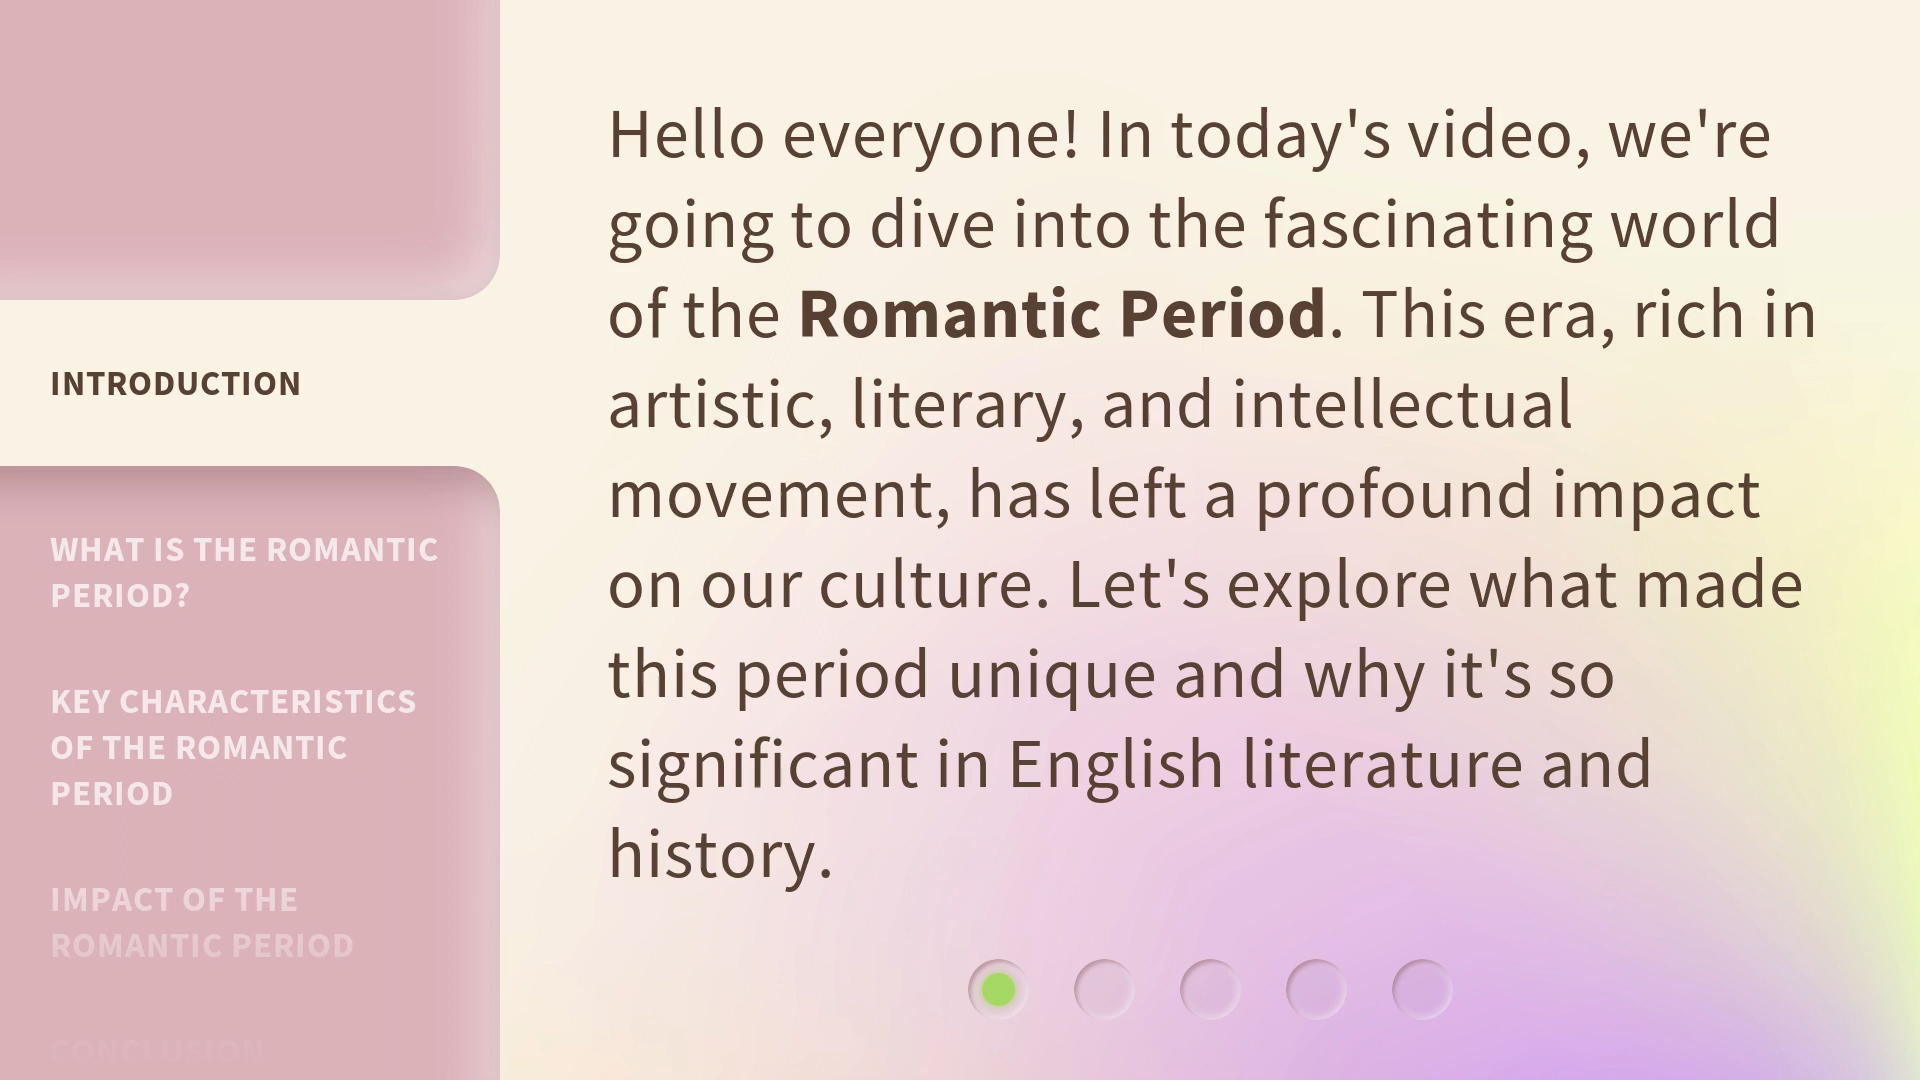 INTRODUCTION
WHAT IS THE ROMANTIC
PERIOD?
KEY CHARACTERISTICS
OF THE ROMANTIC
PERIOD
IMPACT OF THE
ROMANTIC PERIOD
CONCLUSION
Hello everyone! In today's video, we're
going to dive into the fascinating world
of the Romantic Period. This era, rich in
artistic, literary, and intellectual
movement, has left a profound impact
on our culture. Let's explore what made
this period unique and why it's so
significant in English literature and
history.